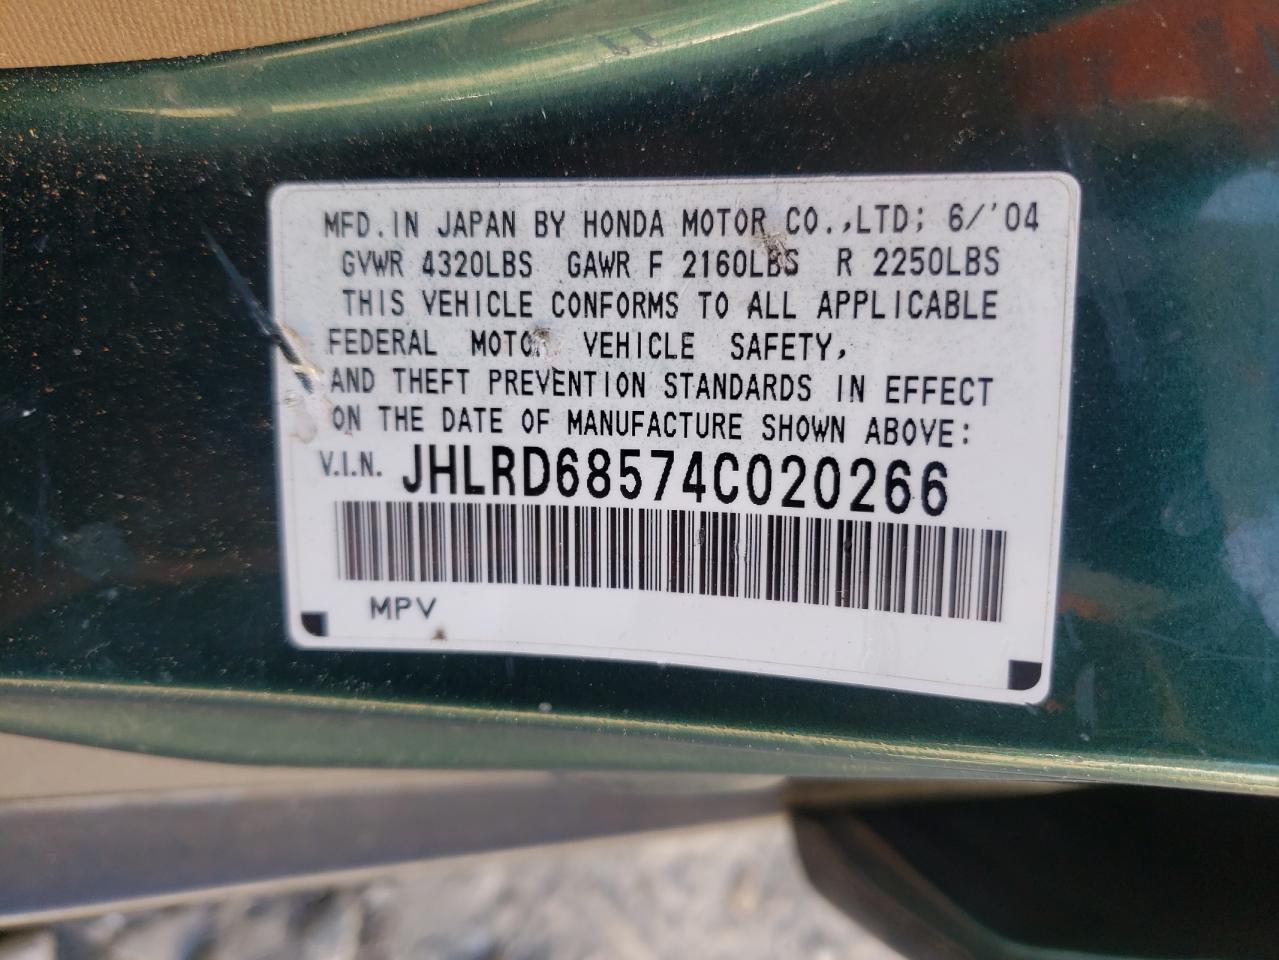 MFD.IN JAPAN BY HONDA MOTOR CO.,LTD; 6/'04
GVWR 4320LBS GAWR F 2160LBS R 2250LBS
THIS VEHICLE CONFORMS TO ALL APPLICABLE
FEDERAL MOTOR VEHICLE SAFETY,
AND THEFT PREVENTION STANDARDS IN EFFECT
ON THE DATE OF MANUFACTURE SHOWN ABOVE:
V.I.N. JHLRD68574C020266
MPV